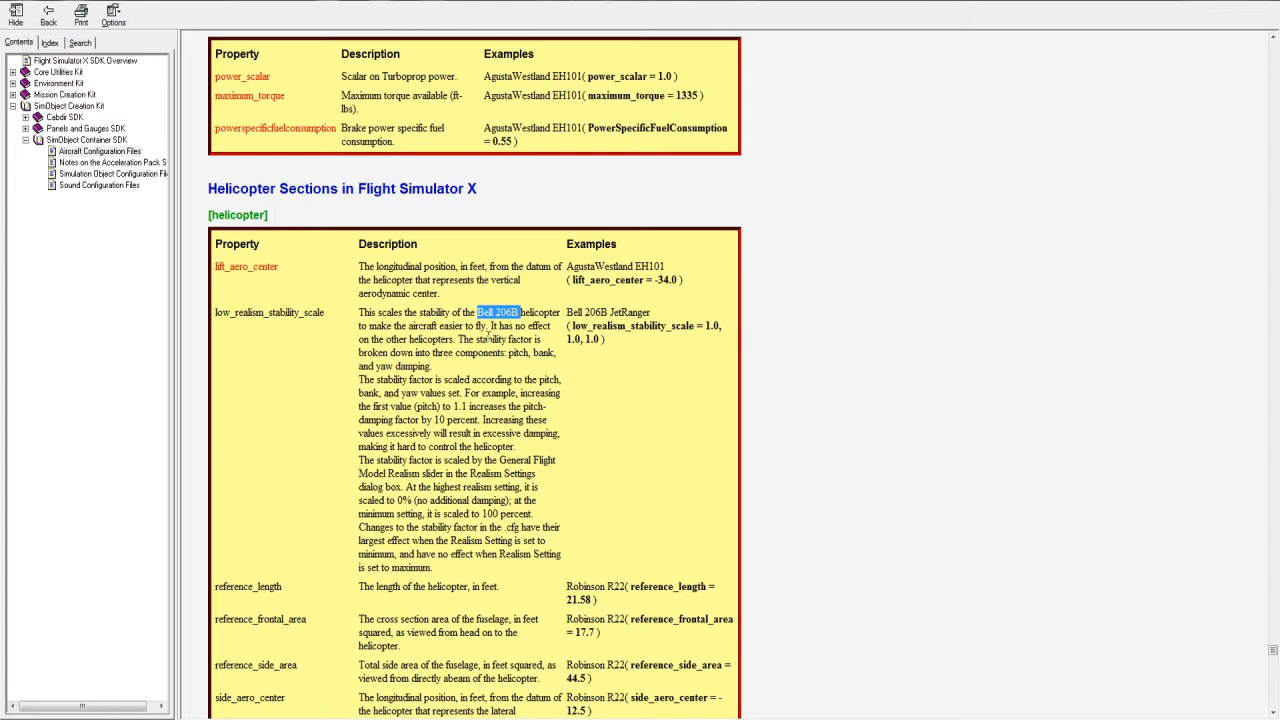 Hide
Back
Print
Options
Contents
Index
Search
Flight Simulator X SDK Overview
Core Utilities Kit
Environment Kit
Mission Creation Kit
SimObject Creation Kit
Cabdir SDK
Panels and Gauges SDK
SimObject Container SDK
Aircraft Configuration Files
Notes on the Acceleration Pack S
Simulation Object Configuration File
Sound Configuration Files
Property Description Examples
power_scalar Scalar on Turboprop power. AgustaWestland EH101( power_scalar = 1.0 )
maximum_torque Maximum torque available (ft- AgustaWestland EH101( maximum_torque = 1335 )
lbs).
powerspecificfuelconsumption Brake power specific fuel AgustaWestland EH101( PowerSpecificFuelConsumption
consumption. = 0.55 )
Helicopter Sections in Flight Simulator X
[helicopter]
Property Description Examples
lift_aero_center The longitudinal position, in feet, from the datum of AgustaWestland EH101
the helicopter that represents the vertical ( lift_aero_center = -34.0 )
aerodynamic center.
low_realism_stability_scale This scales the stability of the Bell 206B helicopter Bell 206B JetRanger
to make the aircraft easier to fly. It has no effect ( low_realism_stability_scale = 1.0,
on the other helicopters. The stability factor is 1.0, 1.0 )
broken down into three components: pitch, bank,
and yaw damping.
The stability factor is scaled according to the pitch,
bank, and yaw values set. For example, increasing
the first value (pitch) to 1.1 increases the pitch-
damping factor by 10 percent. Increasing these
values excessively will result in excessive damping,
making it hard to control the helicopter.
The stability factor is scaled by the General Flight
Model Realism slider in the Realism Settings
dialog box. At the highest realism setting, it is
scaled to 0% (no additional damping); at the
minimum setting, it is scaled to 100 percent.
Changes to the stability factor in the .cfg have their
largest effect when the Realism Setting is set to
minimum, and have no effect when Realism Setting
is set to maximum.
reference_length The length of the helicopter, in feet. Robinson R22( reference_length =
21.58 )
reference_frontal_area The cross section area of the fuselage, in feet Robinson R22( reference_frontal_area
squared, as viewed from head on to the = 17.7 )
helicopter.
reference_side_area Total side area of the fuselage, in feet squared, as Robinson R22( reference_side_area =
viewed from directly abeam of the helicopter. 44.5 )
side_aero_center The longitudinal position, in feet, from the datum of Robinson R22( side_aero_center = -
the helicopter that represents the lateral 12.5 )